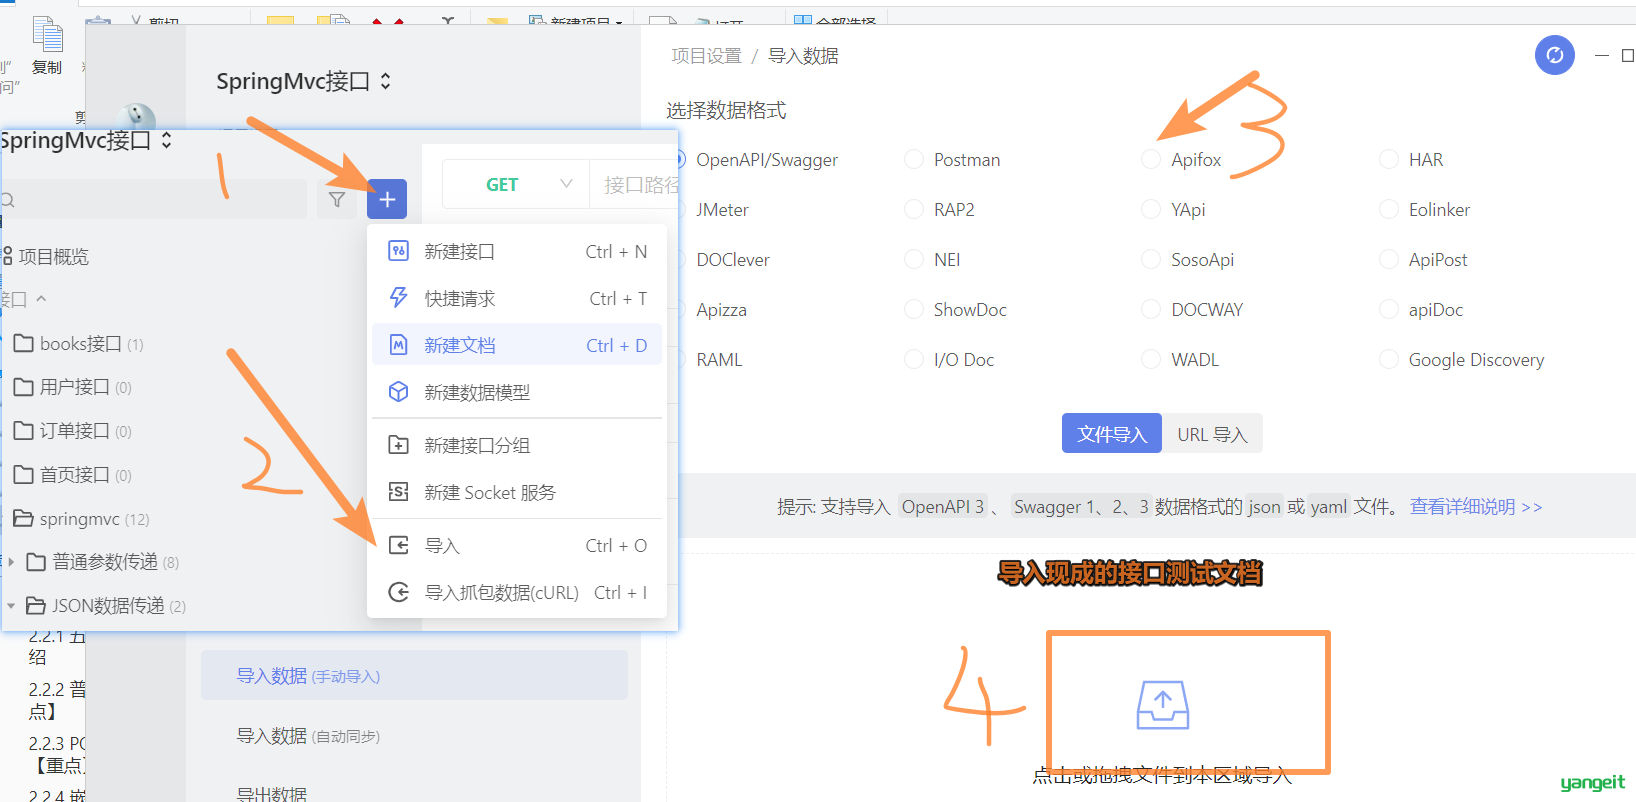 剪切
新建项目
打开
全部选择
复制
问”
剪
SpringMvc接口
项目设置 / 导入数据
选择数据格式
OpenAPI/Swagger
Postman
Apifox
HAR
JMeter
RAP2
YApi
Eolinker
DOClever
NEI
SosoApi
ApiPost
Apizza
ShowDoc
DOCWAY
apiDoc
RAML
I/O Doc
WADL
Google Discovery
文件导入
URL 导入
提示: 支持导入 OpenAPI 3 、 Swagger 1、2、3 数据格式的 json 或 yaml 文件。 查看详细说明 >>
导入现成的接口测试文档
点击或拖拽文件到本区域导入
SpringMvc接口
GET
接口路径
项目概览
接口
books接口 (1)
用户接口 (0)
订单接口 (0)
首页接口 (0)
springmvc (12)
普通参数传递 (8)
JSON数据传递 (2)
新建接口 Ctrl + N
快捷请求 Ctrl + T
新建文档 Ctrl + D
新建数据模型
新建接口分组
新建 Socket 服务
导入 Ctrl + O
导入抓包数据(cURL) Ctrl + I
1
2
3
4
2.2.1 五
绍
2.2.2 普
点】
2.2.3 PO
【重点】
2.2.4 嵌
导入数据 (手动导入)
导入数据 (自动同步)
导出数据
yangeit